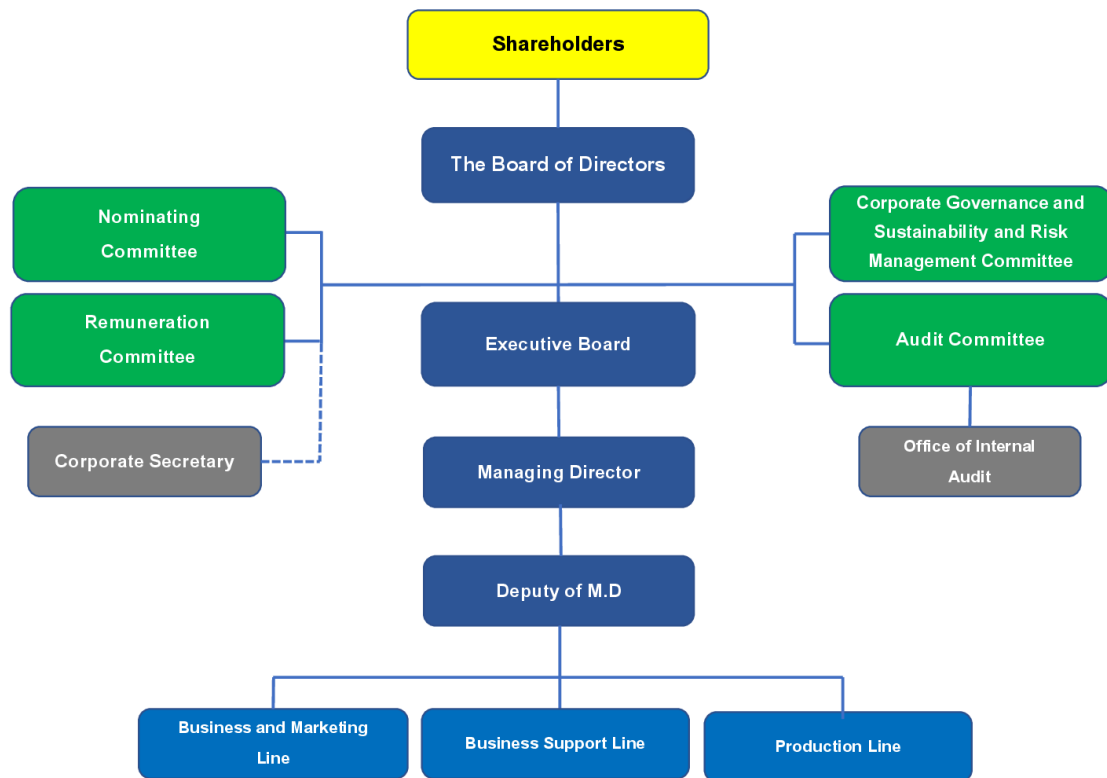 Shareholders
The Board of Directors
Nominating
Committee
Corporate Governance and
Sustainability and Risk
Management Committee
Remuneration
Committee
Executive Board
Audit Committee
Corporate Secretary
Managing Director
Office of Internal
Audit
Deputy of M.D
Business and Marketing
Line
Business Support Line
Production Line